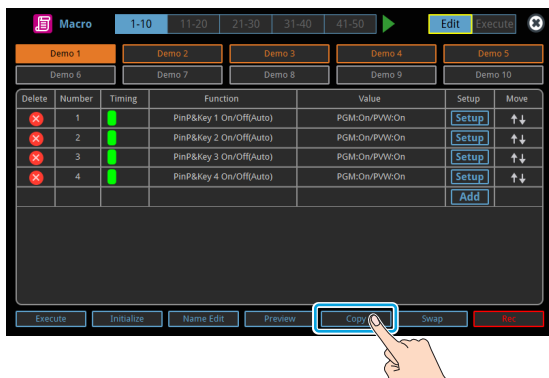 Macro 1-10 11-20 21-30 31-40 41-50 Edit Execute
Demo 1 Demo 2 Demo 3 Demo 4 Demo 5
Demo 6 Demo 7 Demo 8 Demo 9 Demo 10
Delete Number Timing Function Value Setup Move
1 PinP&Key 1 On/Off(Auto) PGM:On/PVW:On Setup
2 PinP&Key 2 On/Off(Auto) PGM:On/PVW:On Setup
3 PinP&Key 3 On/Off(Auto) PGM:On/PVW:On Setup
4 PinP&Key 4 On/Off(Auto) PGM:On/PVW:On Setup
Add
Execute Initialize Name Edit Preview Copy Swap Rec